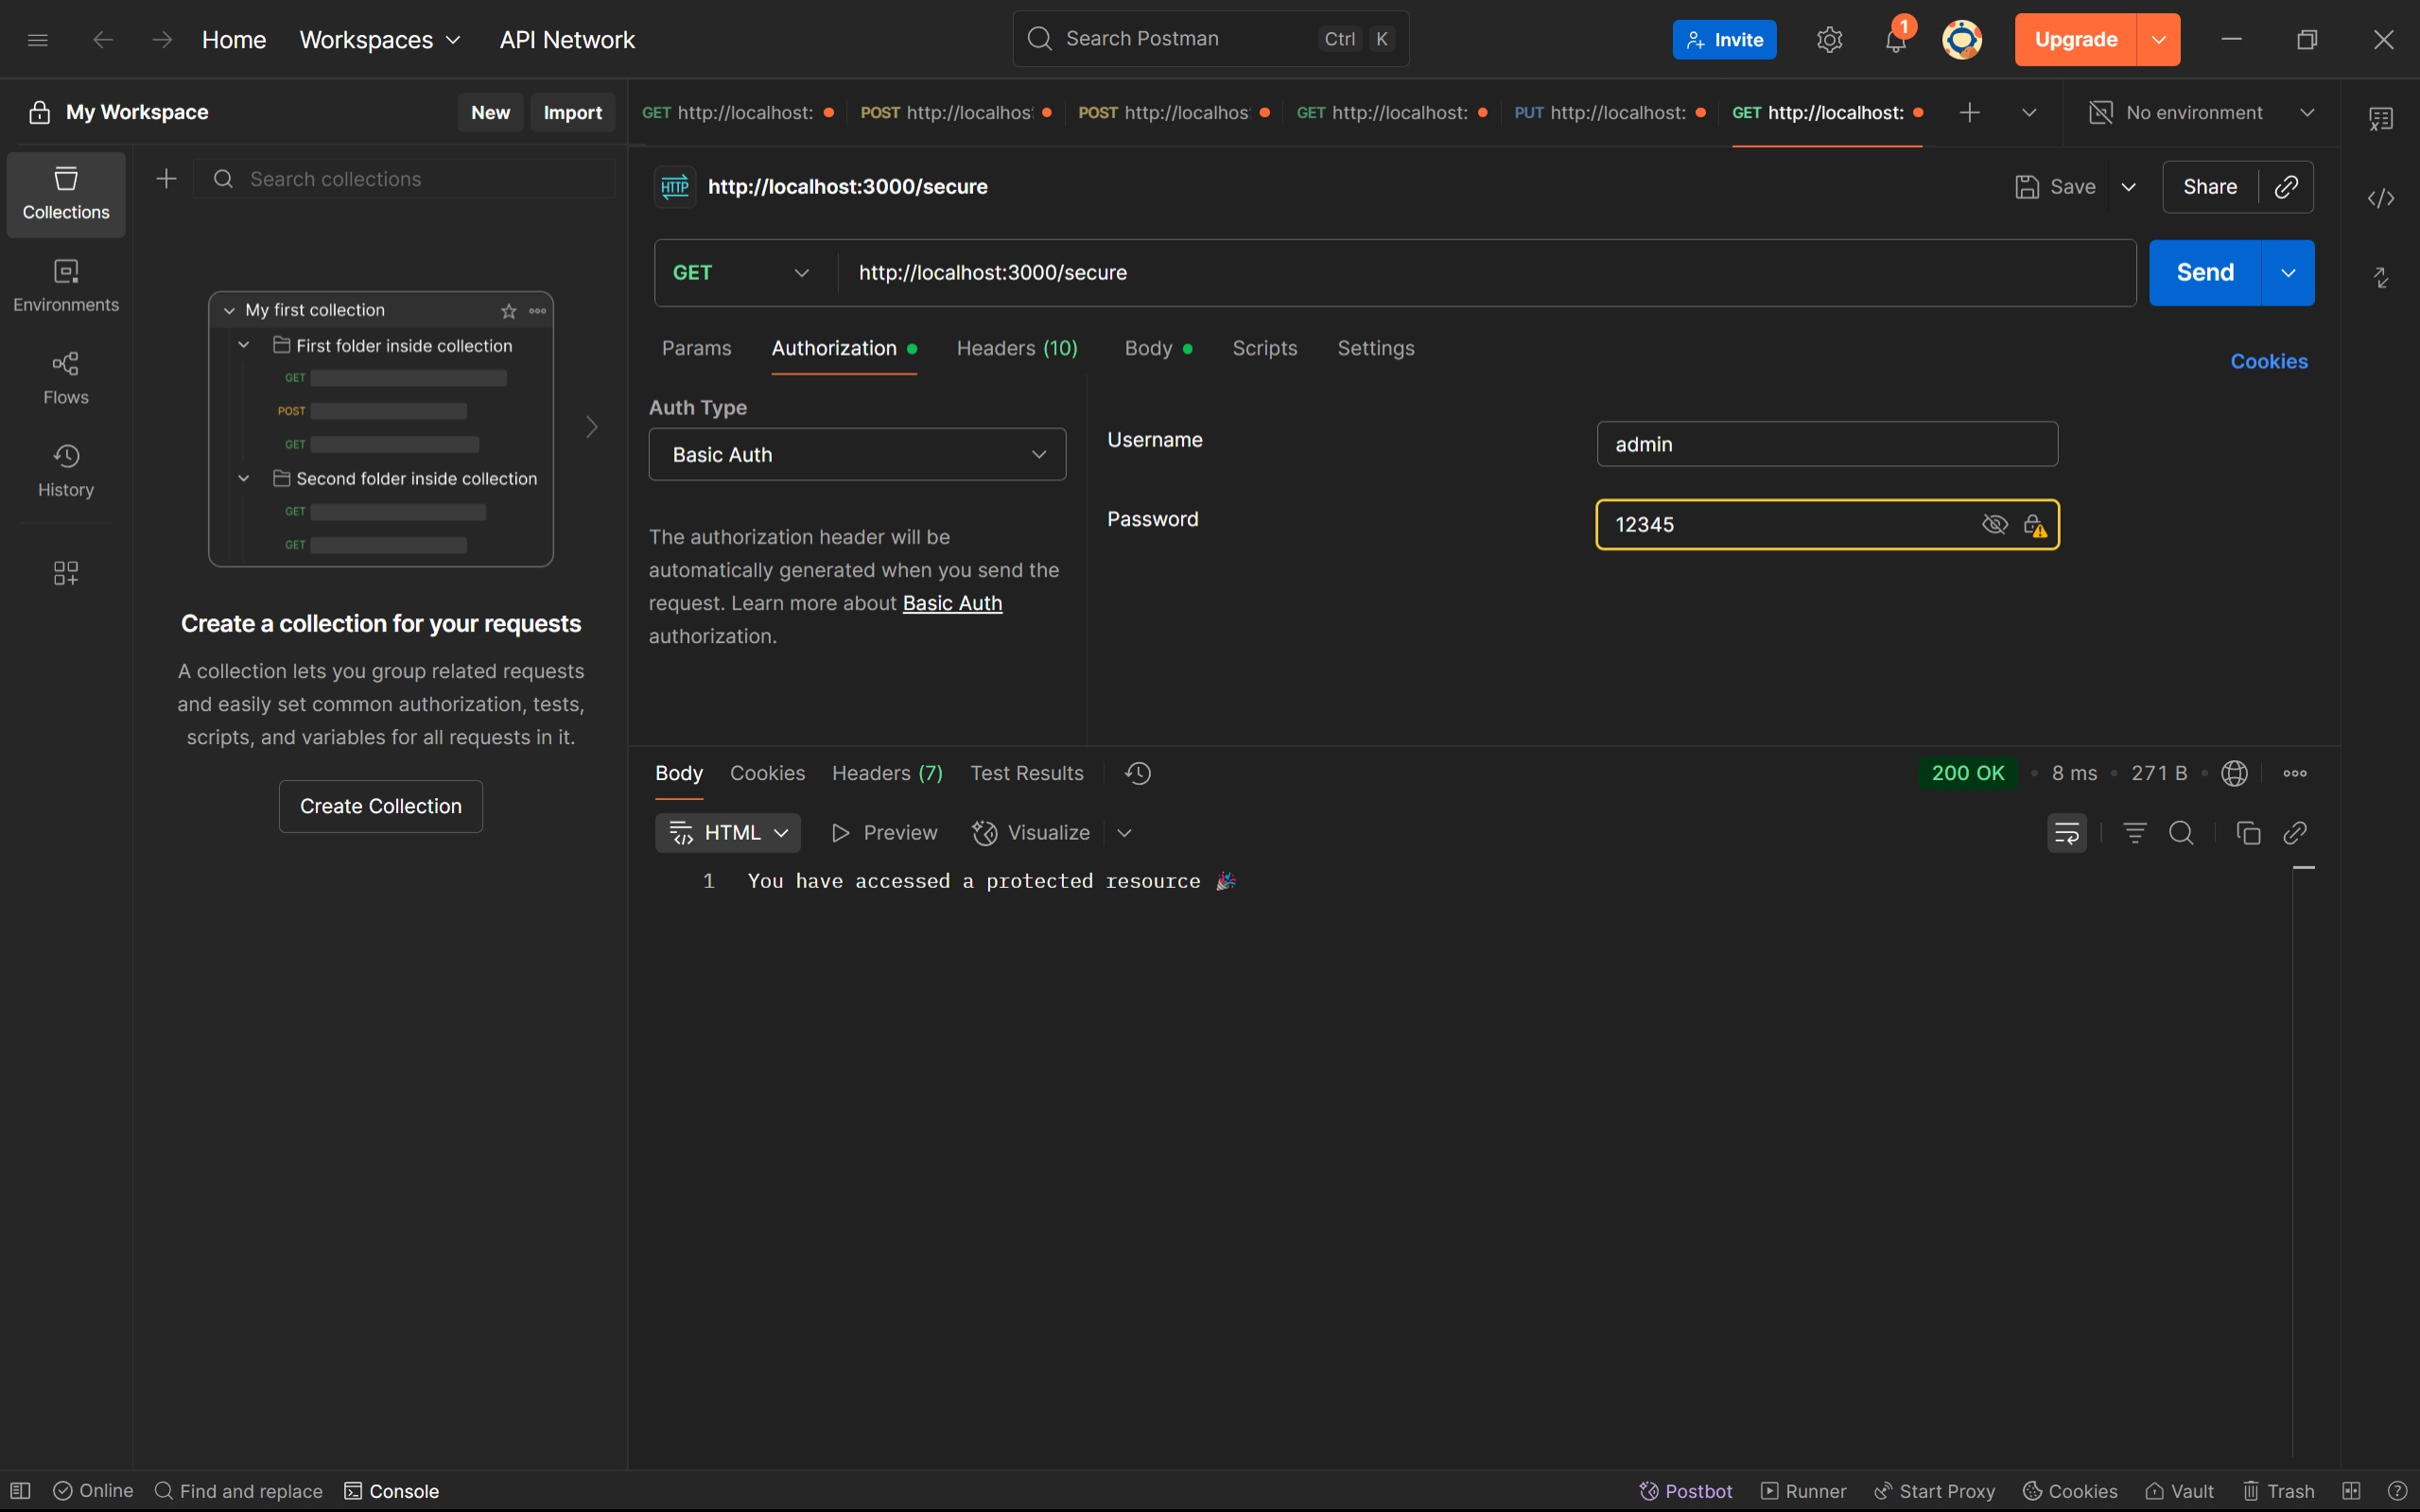 Home Workspaces API Network Search Postman Ctrl K Invite 1 Upgrade
My Workspace New Import GET http://localhost: POST http://localhos POST http://localhos GET http://localhost: PUT http://localhost: GET http://localhost: No environment
Collections
Environments
Flows
History
Search collections
My first collection
First folder inside collection
GET
POST
GET
Second folder inside collection
GET
GET
Create a collection for your requests
A collection lets you group related requests
and easily set common authorization, tests,
scripts, and variables for all requests in it.
Create Collection
HTTP http://localhost:3000/secure Save Share
GET http://localhost:3000/secure Send
Params Authorization Headers (10) Body Scripts Settings Cookies
Auth Type
Basic Auth
The authorization header will be
automatically generated when you send the
request. Learn more about Basic Auth
authorization.
Username admin
Password 12345
Body Cookies Headers (7) Test Results 200 OK • 8 ms • 271 B •
HTML Preview Visualize
1 You have accessed a protected resource 🎉
Online Find and replace Console Postbot Runner Start Proxy Cookies Vault Trash